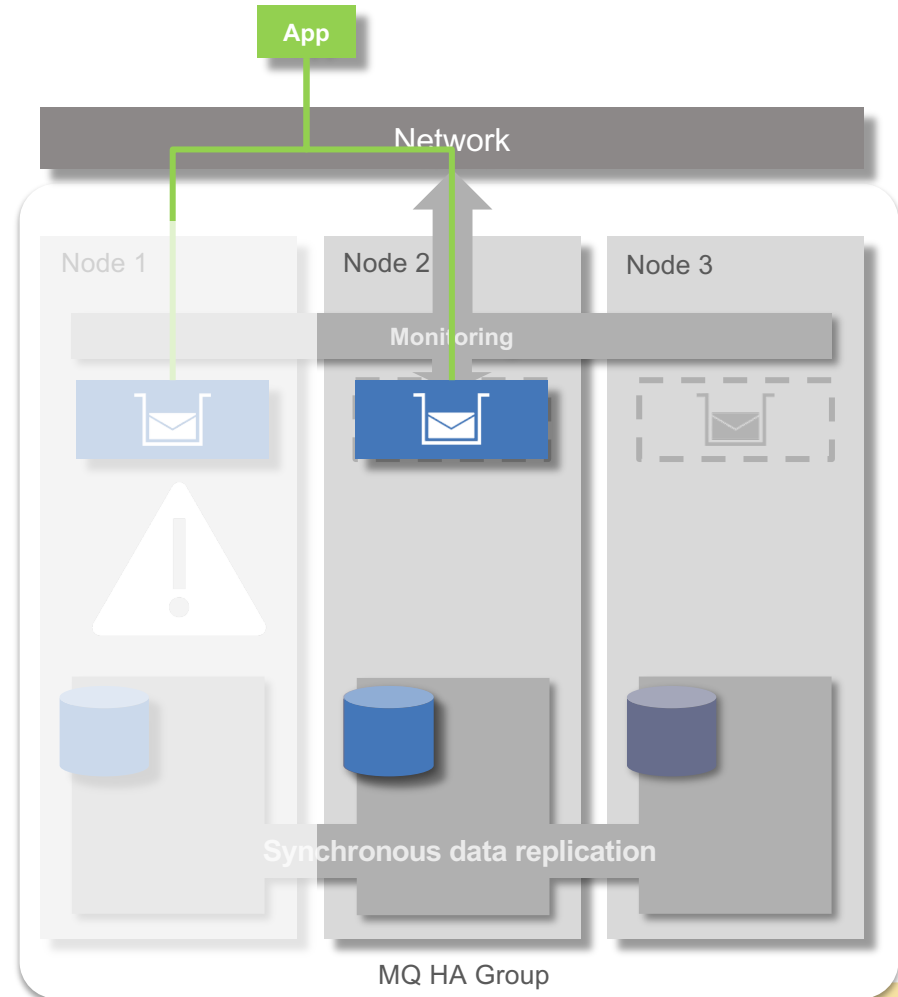 App
Network
Node 1
Node 2
Node 3
Monitoring
Synchronous data replication
MQ HA Group